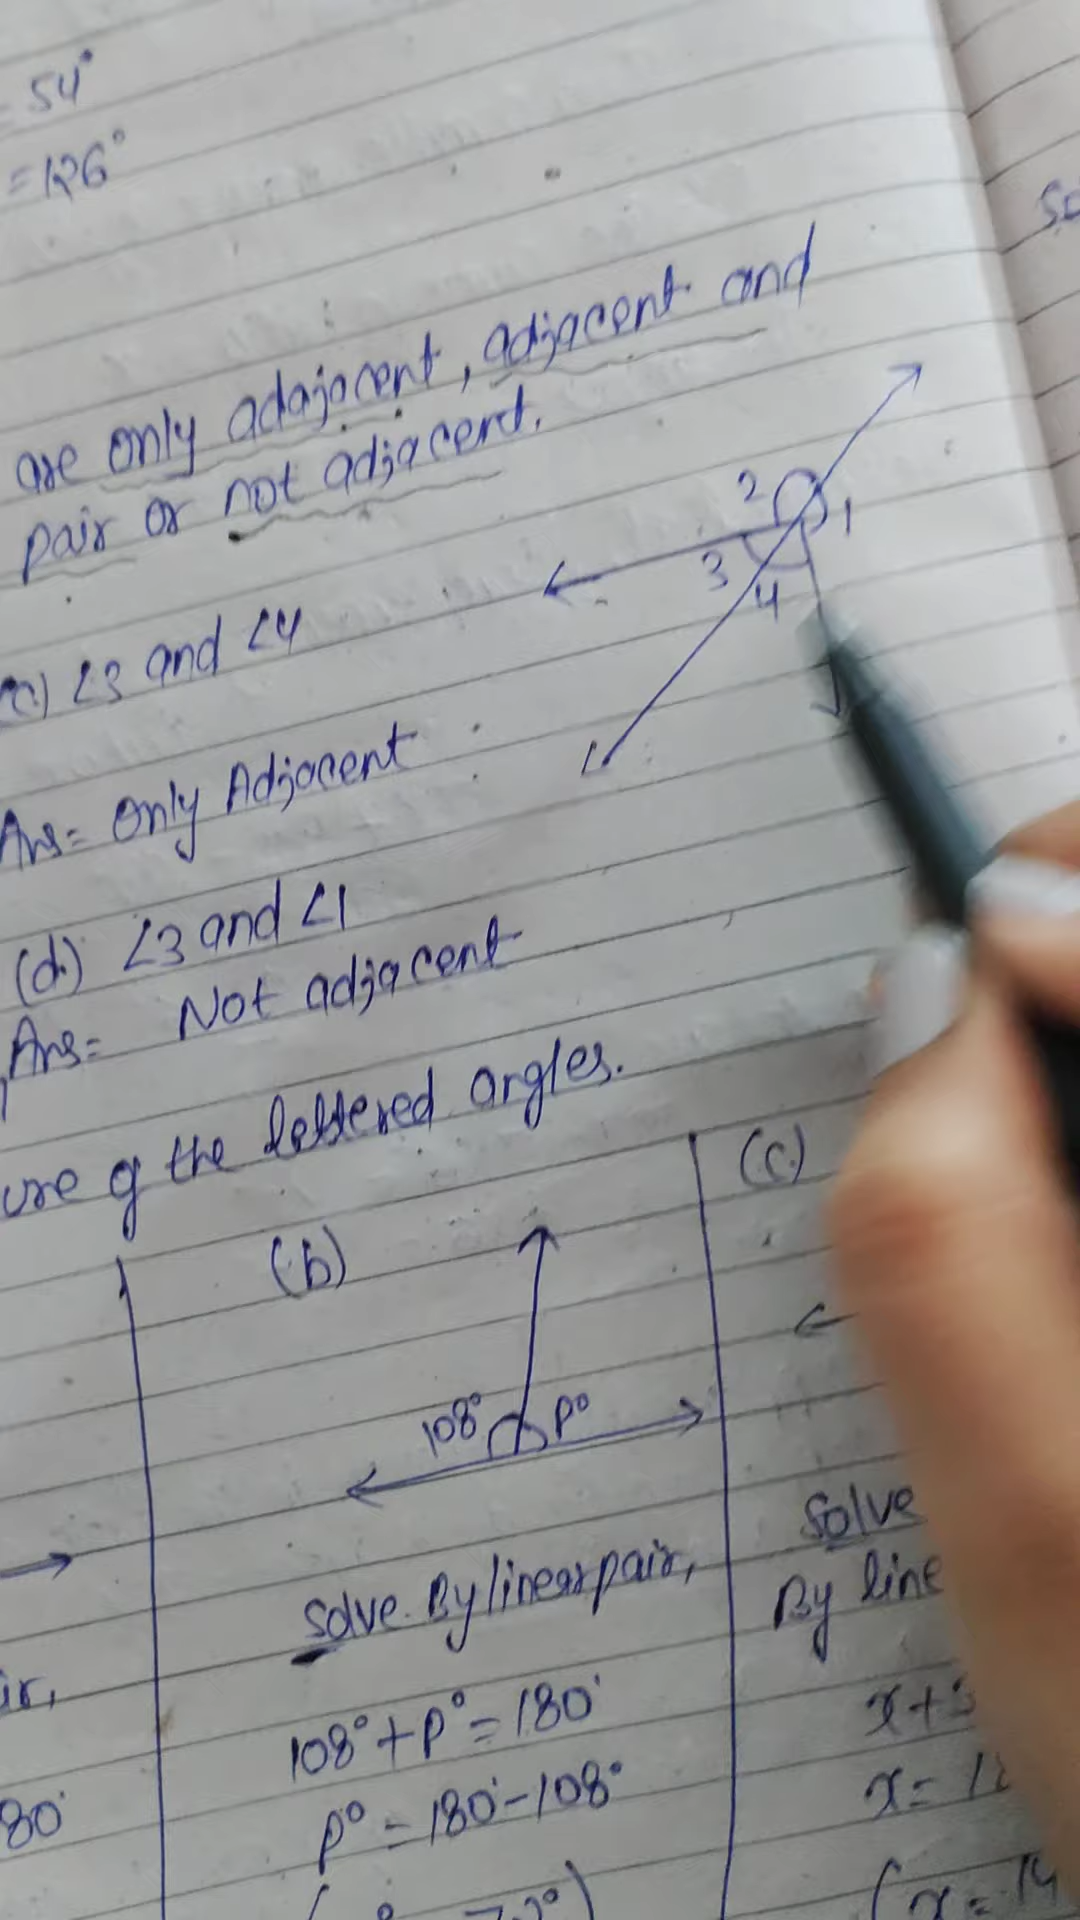 = 54°
= 126°
are only adajacent, adjacent and
pair or not adjacent.
2
1
3
4
(c) ∠3 and ∠4
Ans= Only Adjacent
(d) ∠3 and ∠1
Ans= Not adjacent
ure of the lettered angles.
(b)
(c)
108° p°
Solve By linear pair,
Solve
By line
108° + p° = 180°
x +
80°
p° = 180° - 108°
x = 1